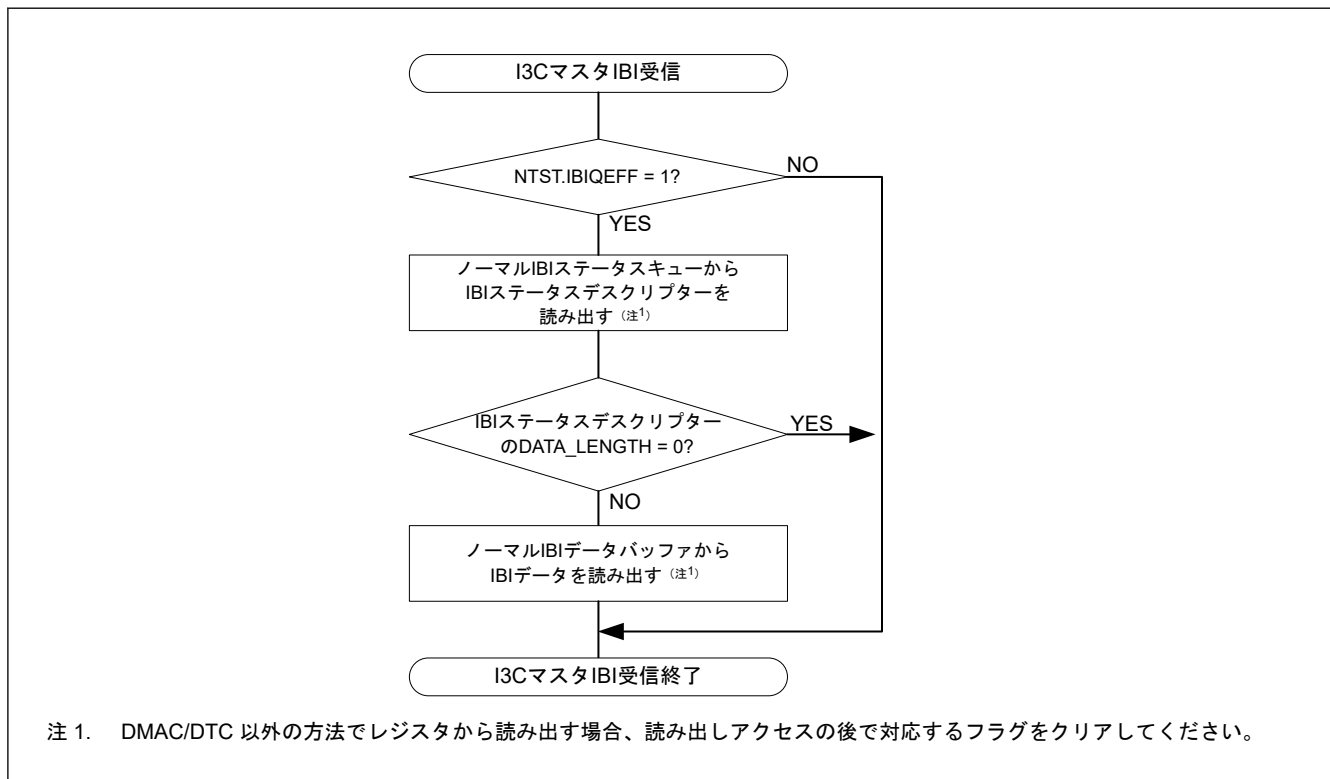 I3CマスタIBI受信
NTST.IBIQEFF = 1?
NO
YES
ノーマルIBIステータスキューから
IBIステータスデスクリプターを
読み出す（注1）
IBIステータスデスクリプター
のDATA_LENGTH = 0?
YES
NO
ノーマルIBIデータバッファから
IBIデータを読み出す（注1）
I3CマスタIBI受信終了
注 1. DMAC/DTC 以外の方法でレジスタから読み出す場合、読み出しアクセスの後で対応するフラグをクリアしてください。